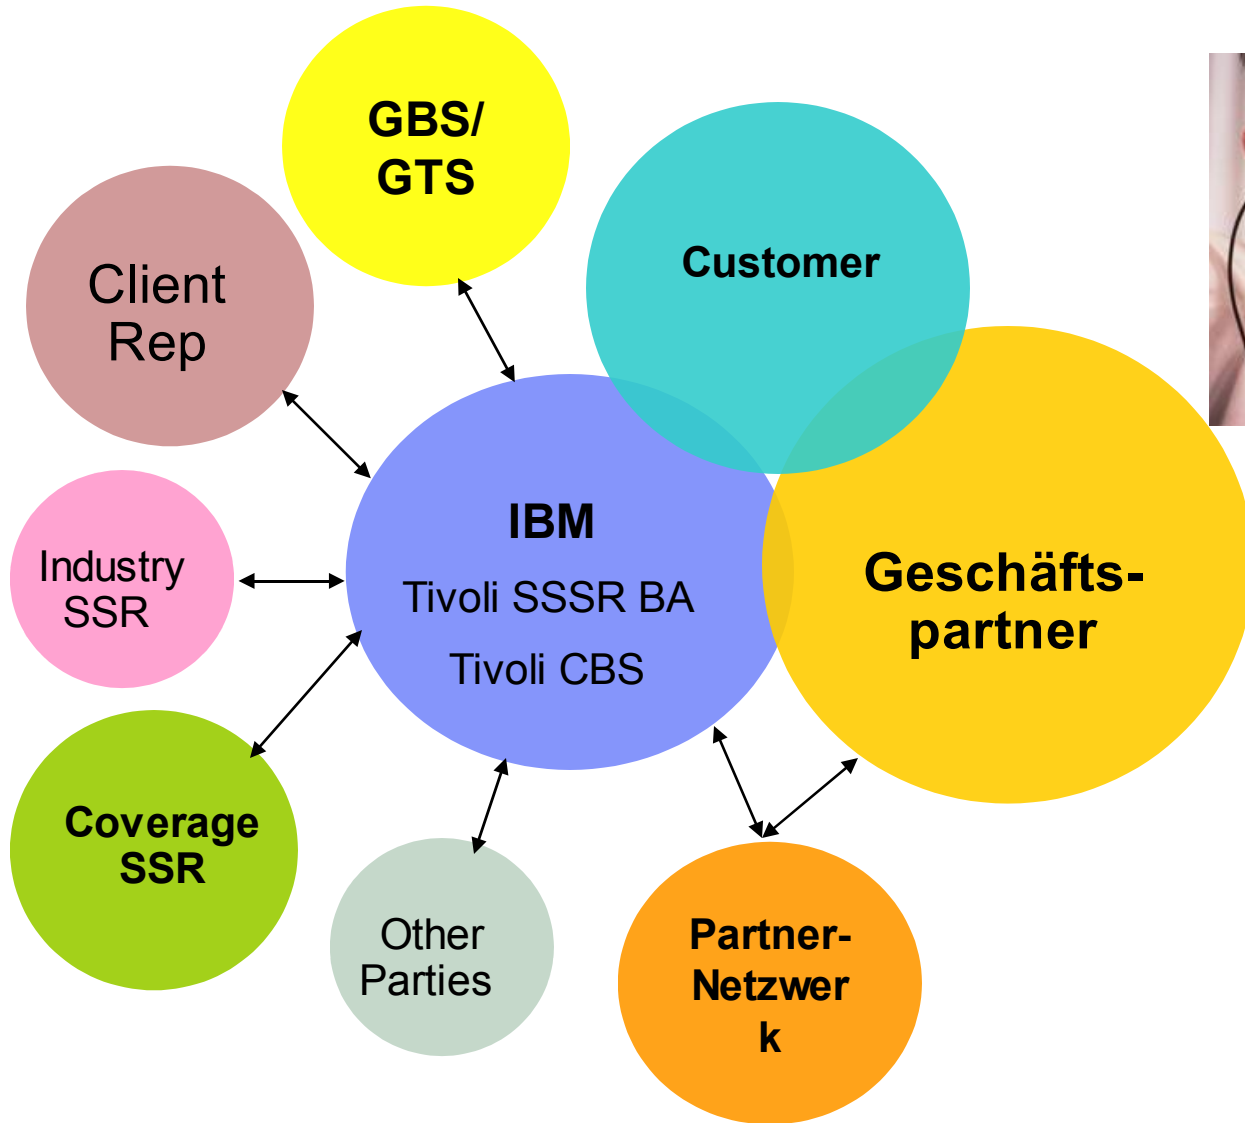 GBS/
GTS
Customer
Client
Rep
IBM
Tivoli SSSR BA
Tivoli CBS
Industry
SSR
Geschäfts-
partner
Coverage
SSR
Other
Parties
Partner-
Netzwer
k